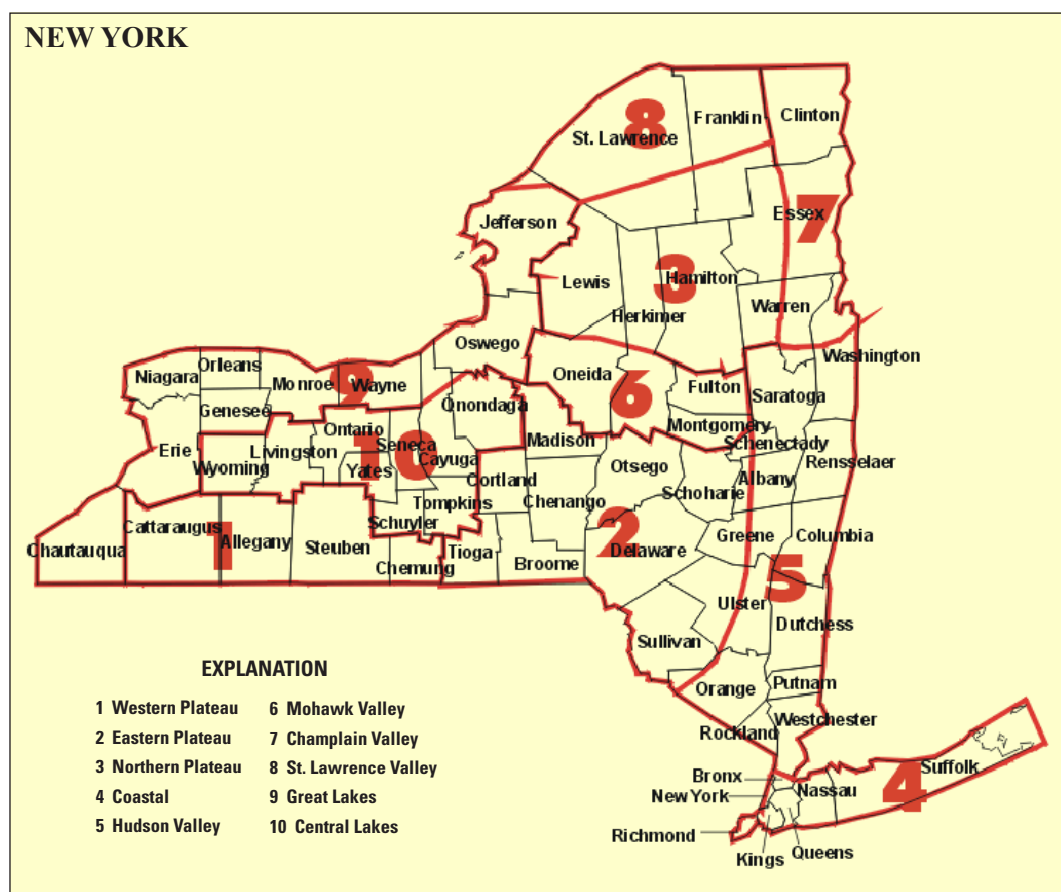 NEW YORK
8
Franklin
Clinton
St. Lawrence
7
Essex
Jefferson
3
Hamilton
Lewis
Warren
Herkimer
Oswego
Washington
Orleans
Niagara
9
Monroe
Wayne
Oneida
6
Fulton
Saratoga
Genesee
Onondaga
Ontario
Montgomery
Seneca
Madison
Schenectady
Erie
Livingston
10
Cayuga
Rensselaer
Wyoming
Yates
Otsego
Cortland
Albany
Schoharie
Tompkins
Chenango
Cattaraugus
Schuyler
2
Greene
Columbia
Chautauqua
1
Allegany
Steuben
Tioga
Delaware
Chemung
Broome
5
Ulster
Dutchess
Sullivan
Orange
Putnam
Westchester
Rockland
Bronx
Suffolk
New York
Nassau
4
Richmond
Kings
Queens
EXPLANATION
1 Western Plateau
2 Eastern Plateau
3 Northern Plateau
4 Coastal
5 Hudson Valley
6 Mohawk Valley
7 Champlain Valley
8 St. Lawrence Valley
9 Great Lakes
10 Central Lakes